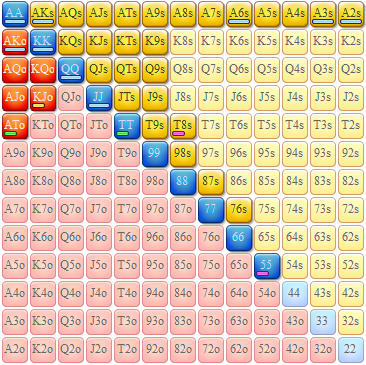 AA AKs AQs AJs ATs A9s A8s A7s A6s A5s A4s A3s A2s
AKo KK KQs KJs KTs K9s K8s K7s K6s K5s K4s K3s K2s
AQo KQo QQ QJs QTs Q9s Q8s Q7s Q6s Q5s Q4s Q3s Q2s
AJo KJo QJo JJ JTs J9s J8s J7s J6s J5s J4s J3s J2s
ATo KTo QTo JTo TT T9s T8s T7s T6s T5s T4s T3s T2s
A9o K9o Q9o J9o T9o 99 98s 97s 96s 95s 94s 93s 92s
A8o K8o Q8o J8o T8o 98o 88 87s 86s 85s 84s 83s 82s
A7o K7o Q7o J7o T7o 97o 87o 77 76s 75s 74s 73s 72s
A6o K6o Q6o J6o T6o 96o 86o 76o 66 65s 64s 63s 62s
A5o K5o Q5o J5o T5o 95o 85o 75o 65o 55 54s 53s 52s
A4o K4o Q4o J4o T4o 94o 84o 74o 64o 54o 44 43s 42s
A3o K3o Q3o J3o T3o 93o 83o 73o 63o 53o 43o 33 32s
A2o K2o Q2o J2o T2o 92o 82o 72o 62o 52o 42o 32o 22